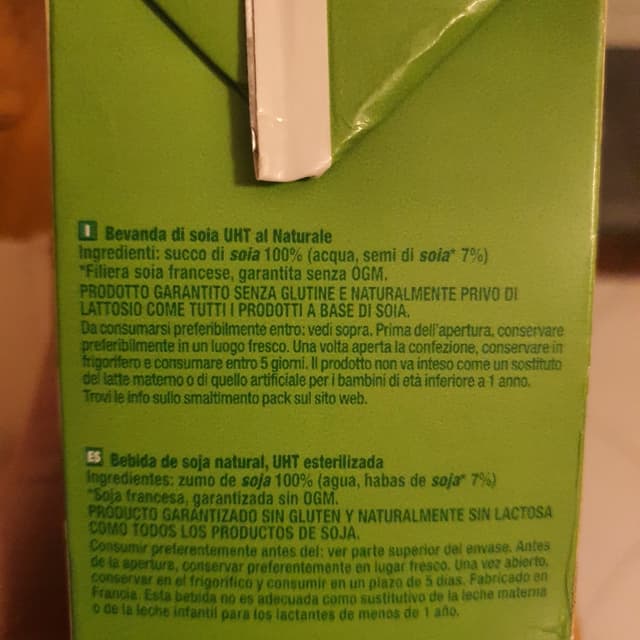 I Bevanda di soia UHT al Naturale
Ingredienti: succo di soia 100% (acqua, semi di soia* 7%)
*Filiera soia francese, garantita senza OGM.
PRODOTTO GARANTITO SENZA GLUTINE E NATURALMENTE PRIVO DI
LATTOSIO COME TUTTI I PRODOTTI A BASE DI SOIA.
Da consumarsi preferibilmente entro: vedi sopra. Prima dell'apertura, conservare
preferibilmente in un luogo fresco. Una volta aperta la confezione, conservare in
frigorifero e consumare entro 5 giorni. Il prodotto non va inteso come un sostituto
del latte materno o di quello artificiale per i bambini di età inferiore a 1 anno.
Trovi le info sullo smaltimento pack sul sito web.
ES Bebida de soja natural, UHT esterilizada
Ingredientes: zumo de soja 100% (agua, habas de soja* 7%)
*Soja francesa, garantizada sin OGM.
PRODUCTO GARANTIZADO SIN GLUTEN Y NATURALMENTE SIN LACTOSA
COMO TODOS LOS PRODUCTOS DE SOJA.
Consumir preferentemente antes del: ver parte superior del envase. Antes
de la apertura, conservar preferentemente en lugar fresco. Una vez abierto,
conservar en el frigorífico y consumir en un plazo de 5 días. Fabricado en
Francia. Esta bebida no es adecuada como sustitutivo de la leche materna
o de la leche infantil para los lactantes de menos de 1 año.